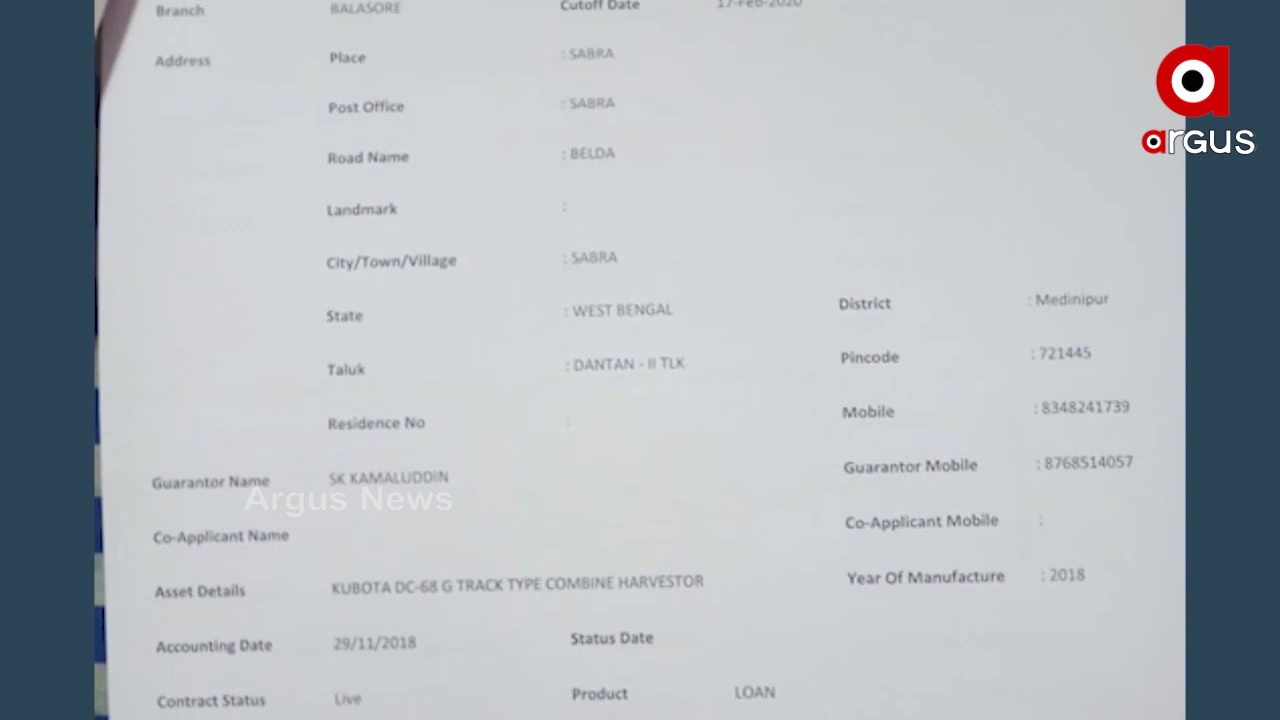 Branch BALASORE Cutoff Date 17-Feb-2020
Address Place : SABRA
Post Office : SABRA
Road Name : BELDA
Landmark :
City/Town/Village : SABRA
State : WEST BENGAL District : Medinipur
Taluk : DANTAN - II TLK Pincode : 721445
Residence No : Mobile : 8348241739
Guarantor Name SK KAMALUDDIN Guarantor Mobile : 8768514057
Co-Applicant Name Co-Applicant Mobile :
Asset Details KUBOTA DC-68 G TRACK TYPE COMBINE HARVESTOR Year Of Manufacture : 2018
Accounting Date 29/11/2018 Status Date
Contract Status Live Product LOAN
argus
Argus News